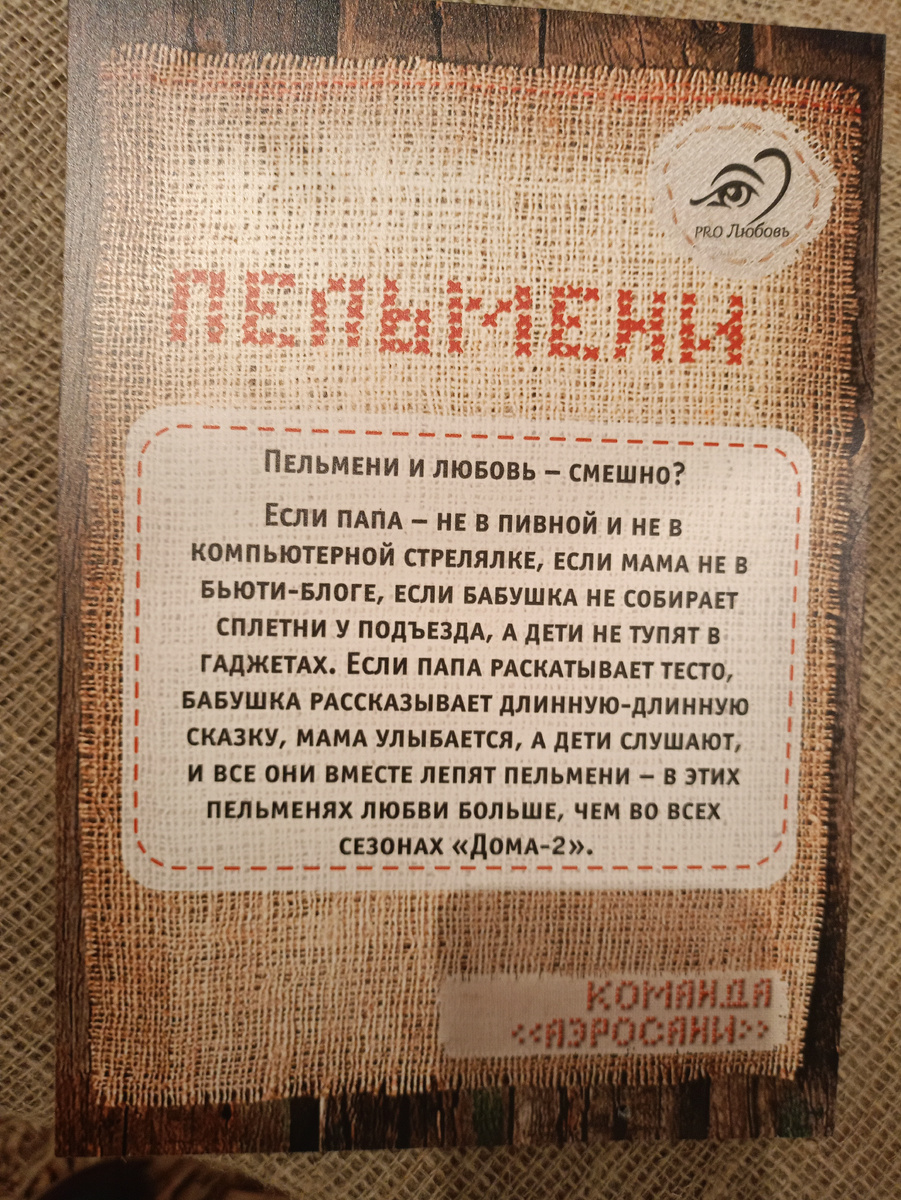 PRO Любовь
ПЕЛЬМЕНИ
Пельмени и любовь – смешно?
Если папа – не в пивной и не в
компьютерной стрелялке, если мама не в
бьюти-блоге, если бабушка не собирает
сплетни у подъезда, а дети не тупят в
гаджетах. Если папа раскатывает тесто,
бабушка рассказывает длинную-длинную
сказку, мама улыбается, а дети слушают,
и все они вместе лепят пельмени – в этих
пельменях любви больше, чем во всех
сезонах «Дома-2».
КОМАНДА
«АЭРОСАНИ»